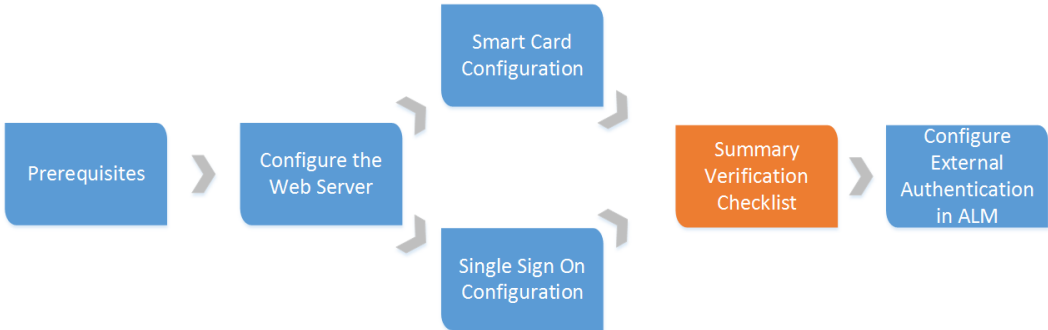 Prerequisites
Configure the
Web Server
Smart Card
Configuration
Single Sign On
Configuration
Summary
Verification
Checklist
Configure
External
Authentication
in ALM